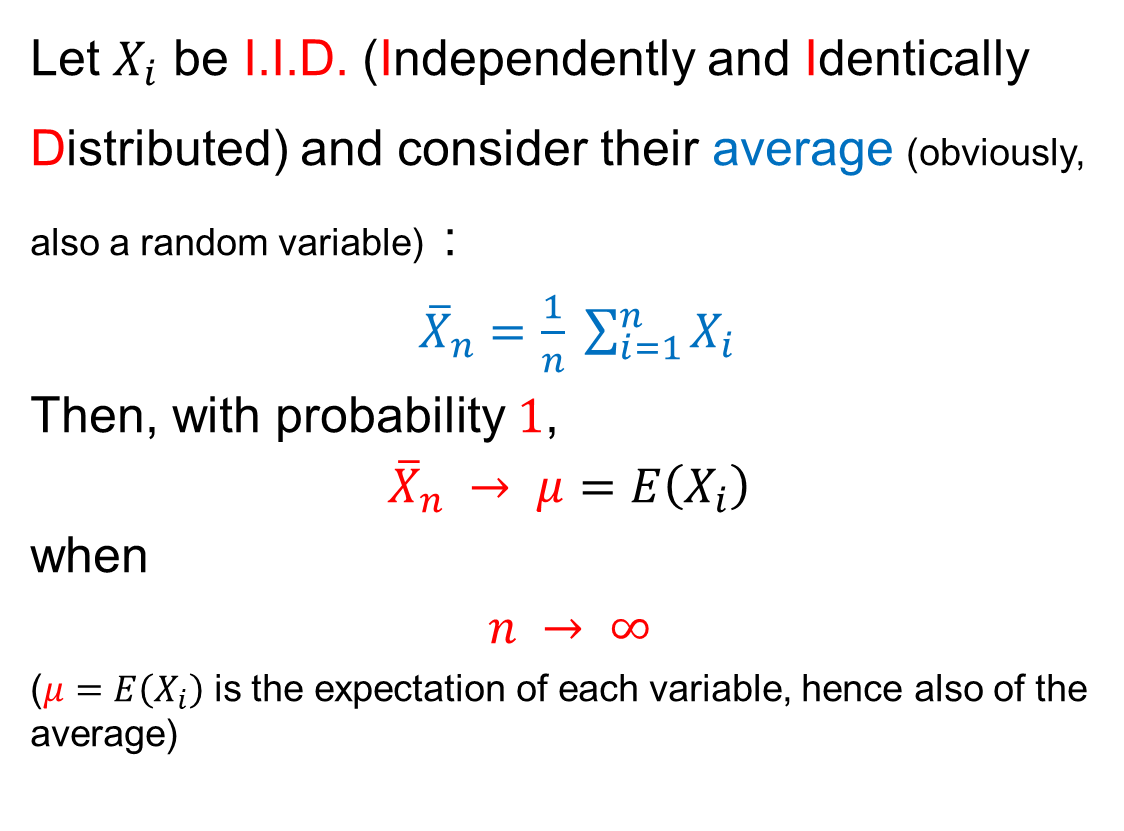 Let 𝑋ᵢ be I.I.D. (Independently and Identically
Distributed) and consider their average (obviously,
also a random variable) :
X̄ₙ = 1/n ∑ⁿᵢ₌₁ Xᵢ
Then, with probability 1,
X̄ₙ → μ = E(Xᵢ)
when
n → ∞
(μ = E(Xᵢ) is the expectation of each variable, hence also of the
average)